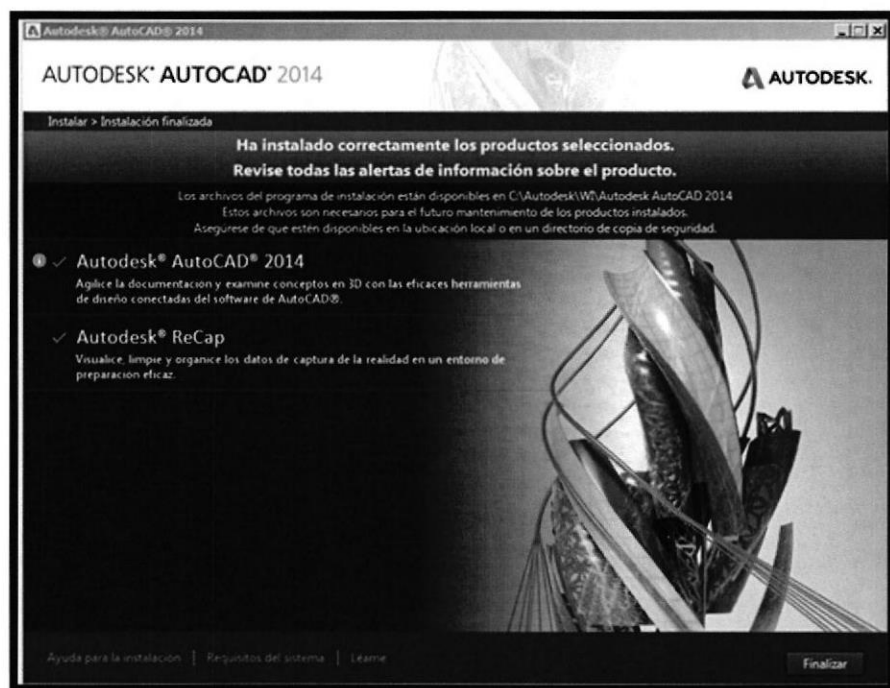 Autodesk® AutoCAD® 2014
AUTODESK® AUTOCAD® 2014
AUTODESK.
Instalar > Instalación finalizada
Ha instalado correctamente los productos seleccionados.
Revise todas las alertas de información sobre el producto.
Los archivos del programa de instalación están disponibles en C:\Autodesk\WI\Autodesk AutoCAD 2014
Estos archivos son necesarios para el futuro mantenimiento de los productos instalados.
Asegúrese de que estén disponibles en la ubicación local o en un directorio de copia de seguridad.
Autodesk® AutoCAD® 2014
Agilice la documentación y examine conceptos en 3D con las eficaces herramientas
de diseño conectadas del software de AutoCAD®.
Autodesk® ReCap
Visualice, limpie y organice los datos de captura de la realidad en un entorno de
preparación eficaz.
Ayuda para la instalación | Requisitos del sistema | Léame
Finalizar